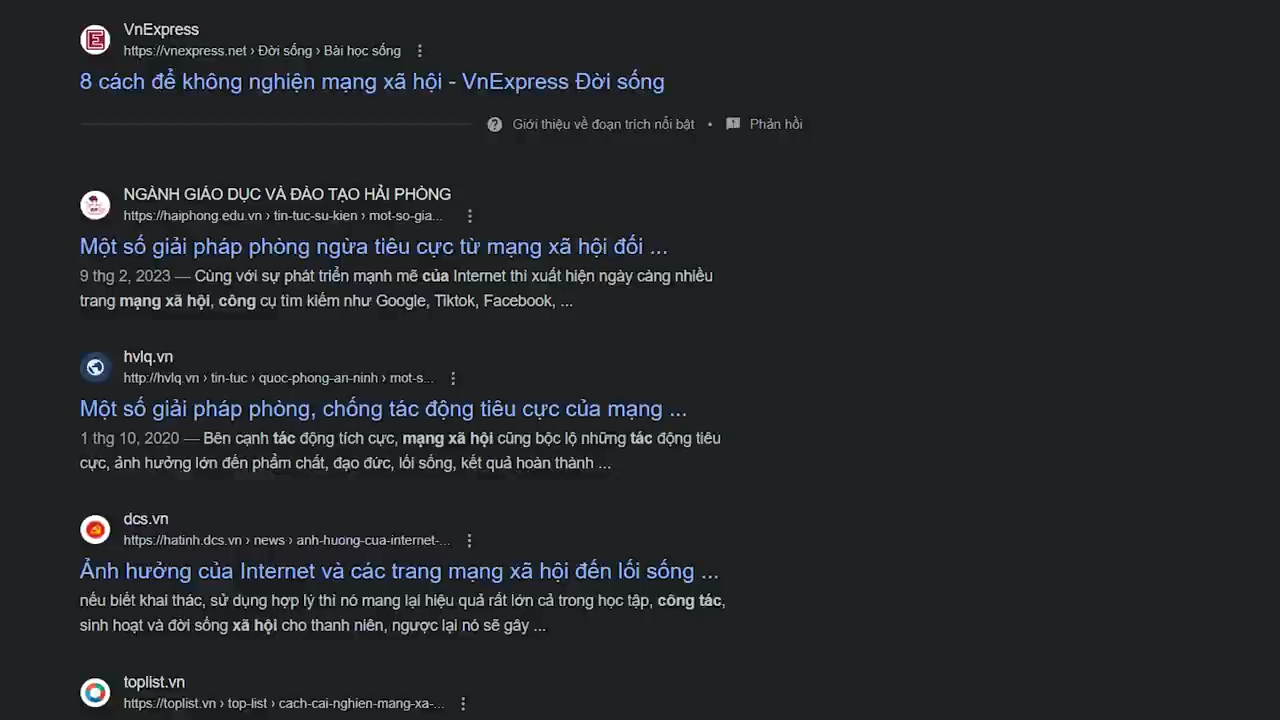 VnExpress
https://vnexpress.net › Đời sống › Bài học sống
8 cách để không nghiện mạng xã hội - VnExpress Đời sống
Giới thiệu về đoạn trích nổi bật • Phản hồi
NGÀNH GIÁO DỤC VÀ ĐÀO TẠO HẢI PHÒNG
https://haiphong.edu.vn › tin-tuc-su-kien › mot-so-gia...
Một số giải pháp phòng ngừa tiêu cực từ mạng xã hội đối ...
9 thg 2, 2023 — Cùng với sự phát triển mạnh mẽ của Internet thì xuất hiện ngày càng nhiều
trang mạng xã hội, công cụ tìm kiếm như Google, Tiktok, Facebook, ...
hvlq.vn
http://hvlq.vn › tin-tuc › quoc-phong-an-ninh › mot-s...
Một số giải pháp phòng, chống tác động tiêu cực của mạng ...
1 thg 10, 2020 — Bên cạnh tác động tích cực, mạng xã hội cũng bộc lộ những tác động tiêu
cực, ảnh hưởng lớn đến phẩm chất, đạo đức, lối sống, kết quả hoàn thành ...
dcs.vn
https://hatinh.dcs.vn › news › anh-huong-cua-internet-...
Ảnh hưởng của Internet và các trang mạng xã hội đến lối sống ...
nếu biết khai thác, sử dụng hợp lý thì nó mang lại hiệu quả rất lớn cả trong học tập, công tác,
sinh hoạt và đời sống xã hội cho thanh niên, ngược lại nó sẽ gây ...
toplist.vn
https://toplist.vn › top-list › cach-cai-nghien-mang-xa-...